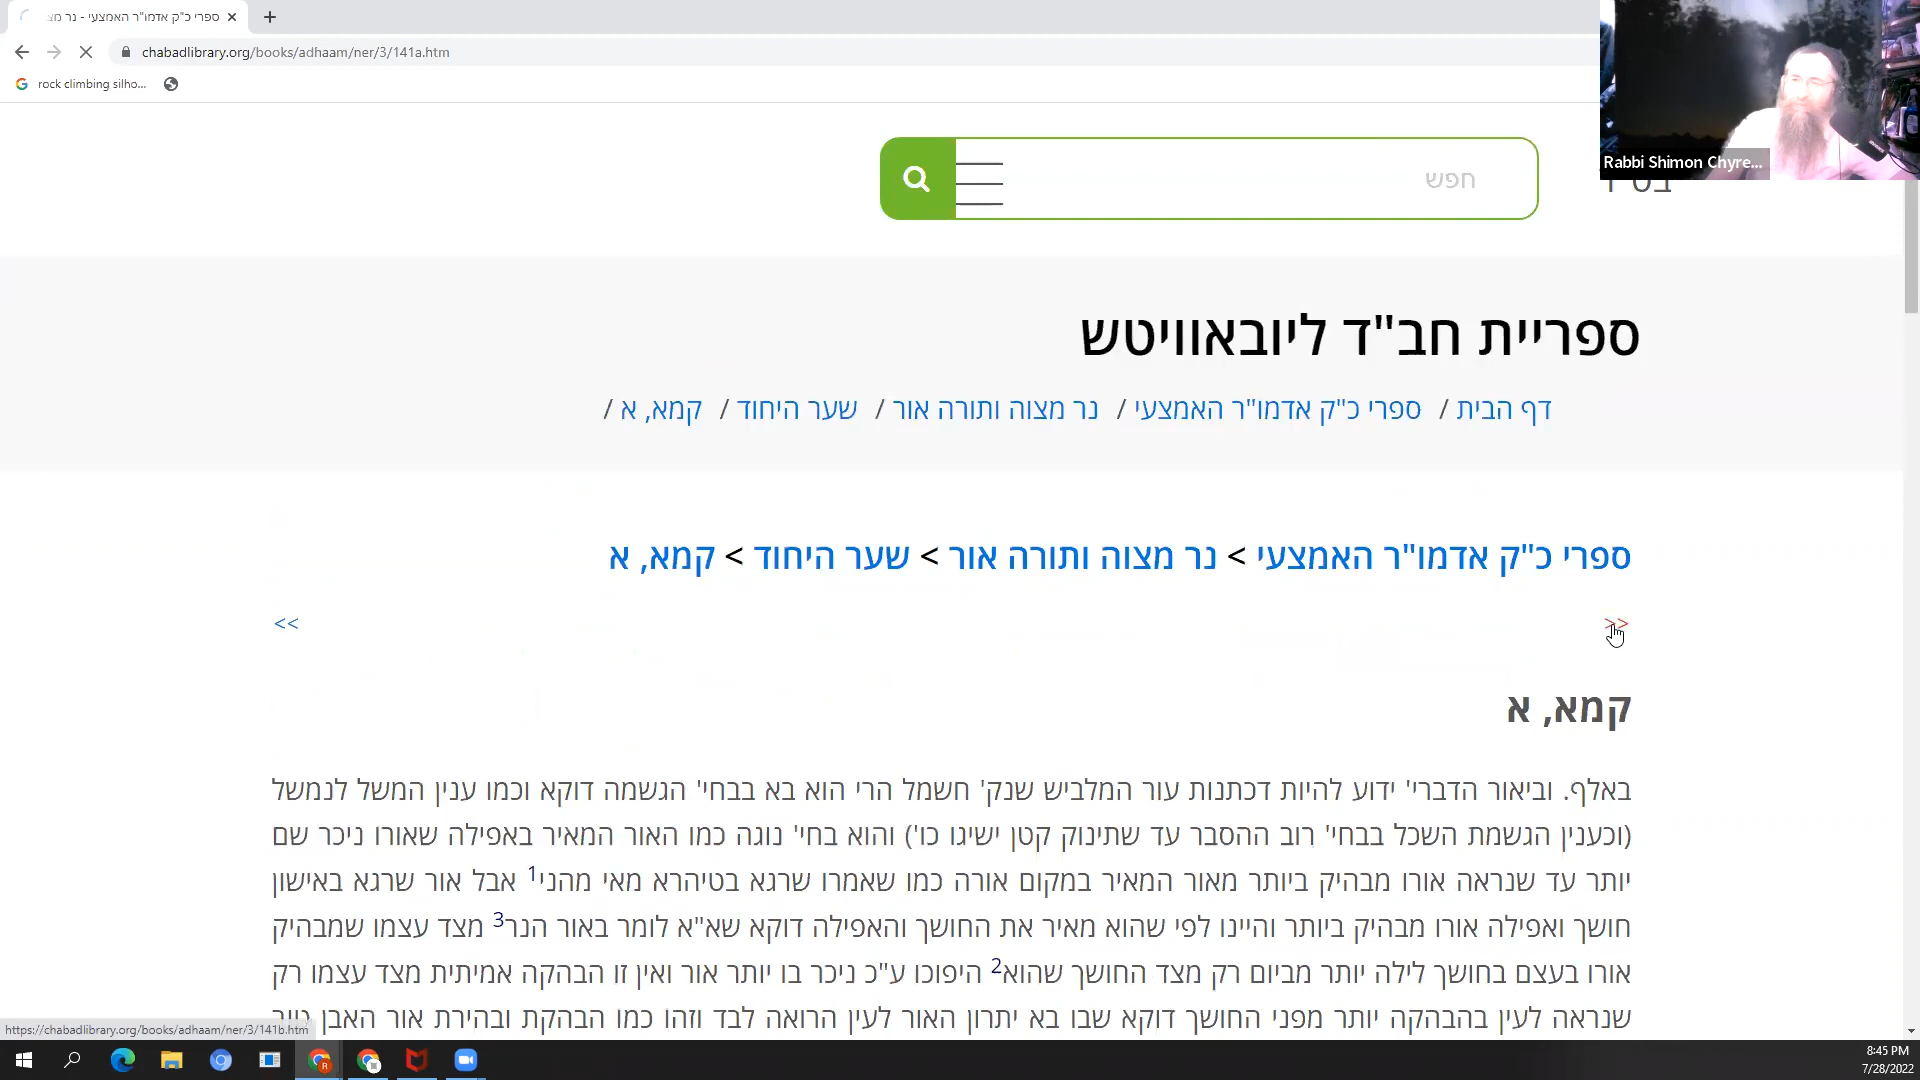 ספרי כ"ק אדמו"ר האמצעי - נר מצ
chabadlibrary.org/books/adhaam/ner/3/141a.htm
rock climbing silho...
Rabbi Shimon Chyre...
חפש
ספריית חב"ד ליובאוויטש
דף הבית / ספרי כ"ק אדמו"ר האמצעי / נר מצוה ותורה אור / שער היחוד / קמא, א /
ספרי כ"ק אדמו"ר האמצעי > נר מצוה ותורה אור > שער היחוד > קמא, א
>> <<
קמא, א
באלף. וביאור הדברי' ידוע להיות דכתנות עור המלביש שנק' חשמל הרי הוא בא בבחי' הגשמה דוקא וכמו ענין המשל לנמשל
(וכענין הגשמת השכל בבחי' רוב ההסבר עד שתינוק קטן ישיגו כו') והוא בחי' נוגה כמו האור המאיר באפילה שאורו ניכר שם
יותר עד שנראה אורו מבהיק ביותר מאור המאיר במקום אורה כמו שאמרו שרגא בטיהרא מאי מהני1 אבל אור שרגא באישון
חושך ואפילה אורו מבהיק ביותר והיינו לפי שהוא מאיר את החושך והאפילה דוקא שא"א לומר באור הנר3 מצד עצמו שמבהיק
אורו בעצם בחושך לילה יותר מביום רק מצד החושך שהוא2 היפוכו ע"כ ניכר בו יותר אור ואין זו הבהקה אמיתית מצד עצמו רק
שנראה לעין בהבהקה יותר מפני החושך דוקא שבו בא יתרון האור לעין הרואה לבד וזהו כמו הבהקת ובהירת אור האבן טוב
https://chabadlibrary.org/books/adhaam/ner/3/141b.htm
8:45 PM
7/28/2022